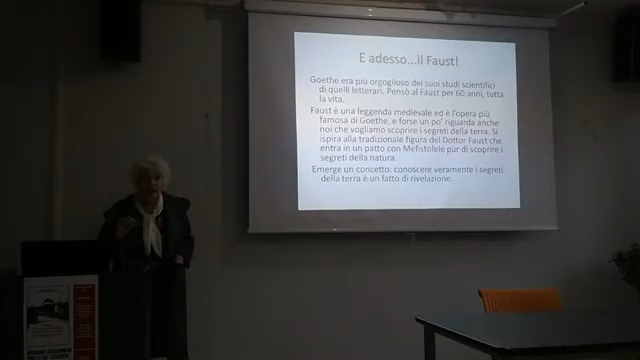 E adesso...il Faust!
Goethe era più orgoglioso dei suoi studi scientifici
di quelli letterari. Pensò al Faust per 60 anni, tutta
la vita.
Faust è una leggenda medievale ed è l'opera più
famosa di Goethe, e forse un po' riguarda anche
noi che vogliamo scoprire i segreti della terra. Si
ispira alla tradizionale figura del Dottor Faust che
entra in un patto con Mefistofele pur di scoprire i
segreti della natura.
Emerge un concetto: conoscere veramente i segreti
della terra è un fatto di rivelazione.